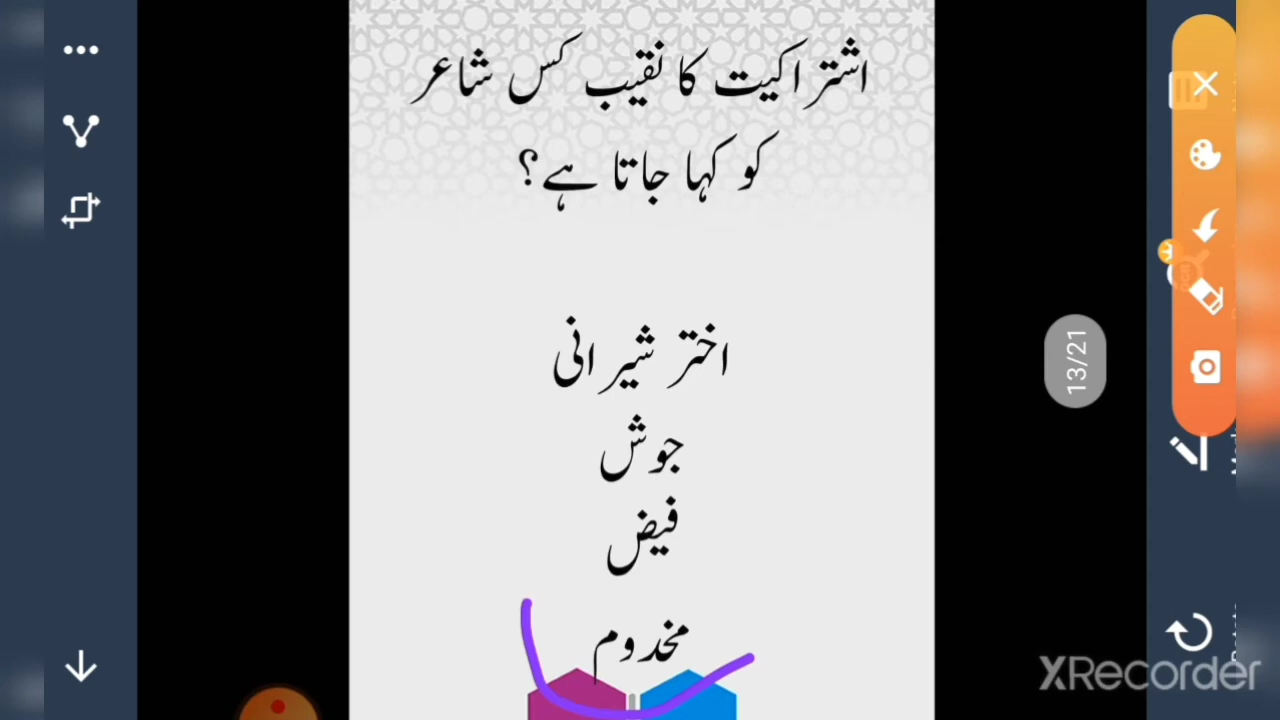 اشتراکیت کا نقیب کس شاعر
کو کہا جاتا ہے؟
اختر شیرانی
جوش
فیض
مخدوم
13/21
XRecorder